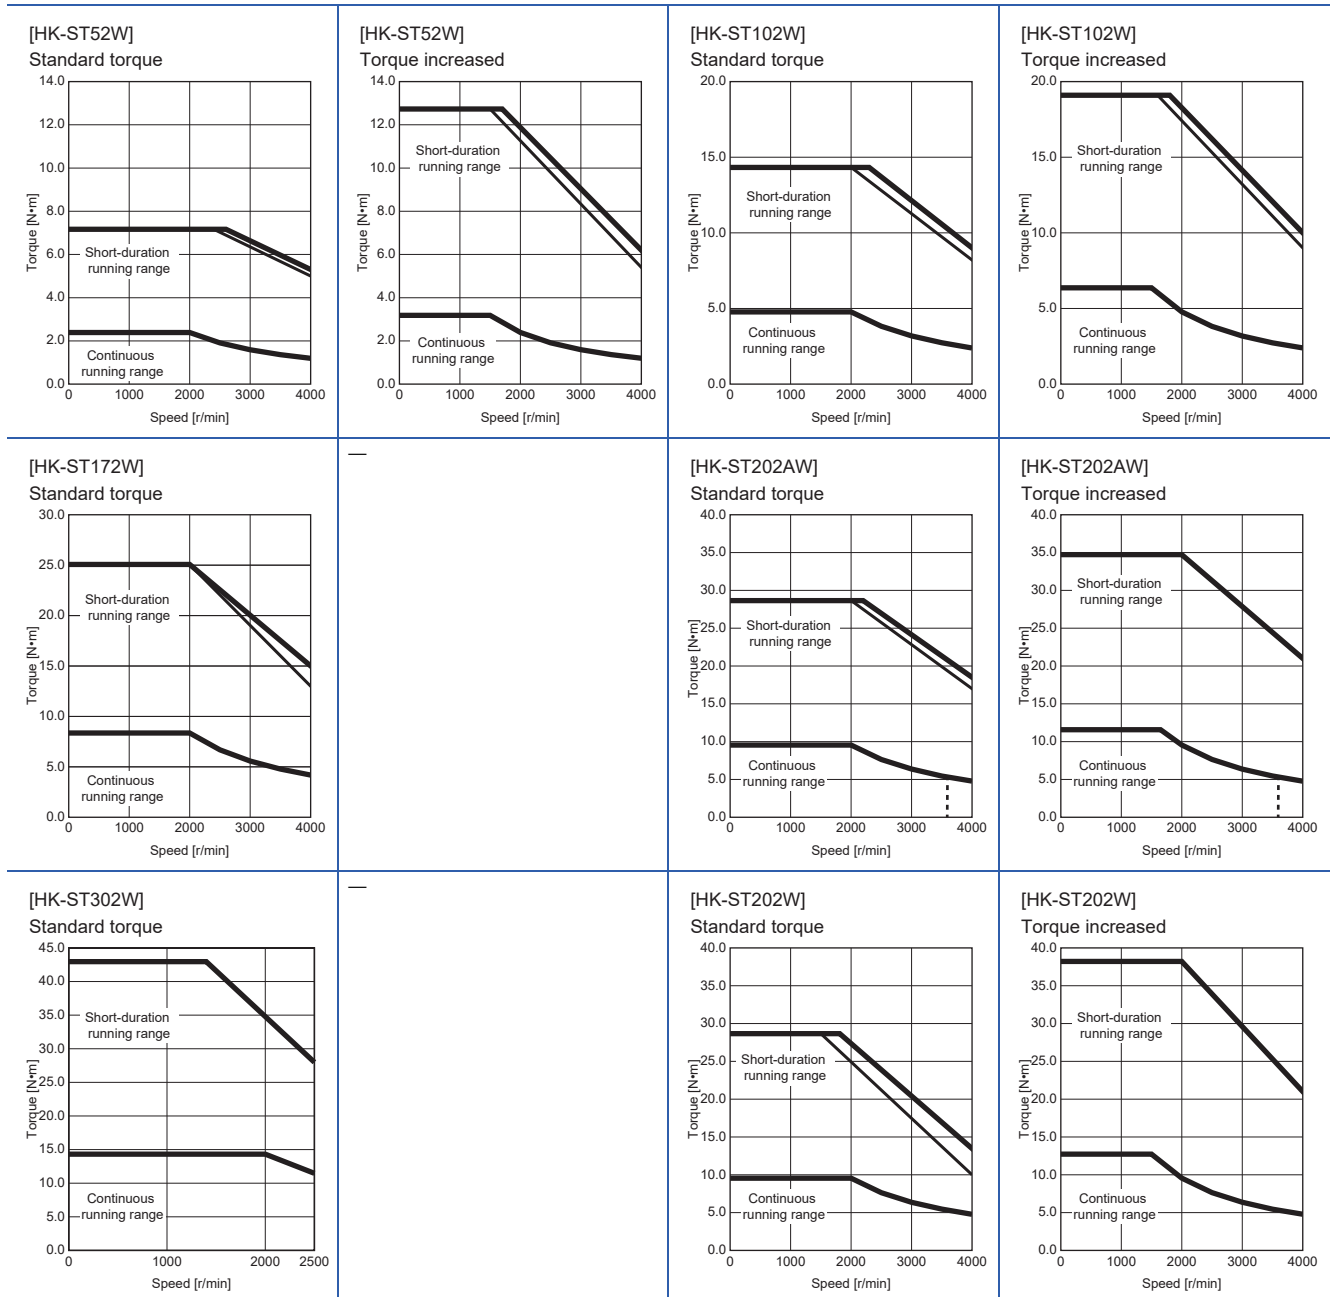 [HK-ST52W]
Standard torque
14.0
12.0
10.0
8.0
6.0
4.0
2.0
0.0
Torque [N•m]
Short-duration
running range
Continuous
running range
0 1000 2000 3000 4000
Speed [r/min]
[HK-ST52W]
Torque increased
14.0
12.0
10.0
8.0
6.0
4.0
2.0
0.0
Torque [N•m]
Short-duration
running range
Continuous
running range
0 1000 2000 3000 4000
Speed [r/min]
[HK-ST102W]
Standard torque
20.0
15.0
10.0
5.0
0.0
Torque [N•m]
Short-duration
running range
Continuous
running range
0 1000 2000 3000 4000
Speed [r/min]
[HK-ST102W]
Torque increased
20.0
15.0
10.0
5.0
0.0
Torque [N•m]
Short-duration
running range
Continuous
running range
0 1000 2000 3000 4000
Speed [r/min]
[HK-ST172W]
Standard torque
30.0
25.0
20.0
15.0
10.0
5.0
0.0
Torque [N•m]
Short-duration
running range
Continuous
running range
0 1000 2000 3000 4000
Speed [r/min]
—
[HK-ST202AW]
Standard torque
40.0
35.0
30.0
25.0
20.0
15.0
10.0
5.0
0.0
Torque [N•m]
Short-duration
running range
Continuous
running range
0 1000 2000 3000 4000
Speed [r/min]
[HK-ST202AW]
Torque increased
40.0
35.0
30.0
25.0
20.0
15.0
10.0
5.0
0.0
Torque [N•m]
Short-duration
running range
Continuous
running range
0 1000 2000 3000 4000
Speed [r/min]
[HK-ST302W]
Standard torque
45.0
40.0
35.0
30.0
25.0
20.0
15.0
10.0
5.0
0.0
Torque [N•m]
Short-duration
running range
Continuous
running range
0 1000 2000 2500
Speed [r/min]
—
[HK-ST202W]
Standard torque
40.0
35.0
30.0
25.0
20.0
15.0
10.0
5.0
0.0
Torque [N•m]
Short-duration
running range
Continuous
running range
0 1000 2000 3000 4000
Speed [r/min]
[HK-ST202W]
Torque increased
40.0
35.0
30.0
25.0
20.0
15.0
10.0
5.0
0.0
Torque [N•m]
Short-duration
running range
Continuous
running range
0 1000 2000 3000 4000
Speed [r/min]